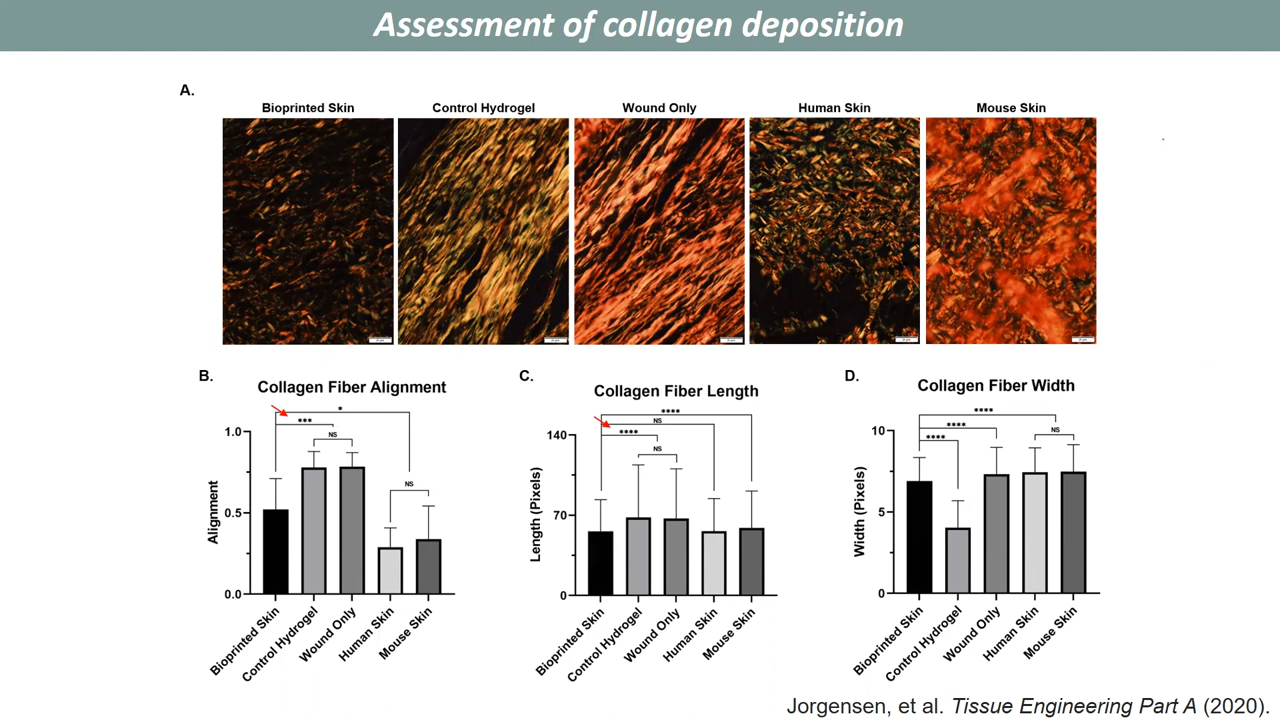 Assessment of collagen deposition
A.
Bioprinted Skin
Control Hydrogel
Wound Only
Human Skin
Mouse Skin
B.
Collagen Fiber Alignment
*
***
NS
NS
1.0
0.5
0.0
Alignment
Bioprinted Skin
Control Hydrogel
Wound Only
Human Skin
Mouse Skin
C.
Collagen Fiber Length
****
NS
****
NS
140
70
0
Length (Pixels)
Bioprinted Skin
Control Hydrogel
Wound Only
Human Skin
Mouse Skin
D.
Collagen Fiber Width
****
****
****
NS
10
5
0
Width (Pixels)
Bioprinted Skin
Control Hydrogel
Wound Only
Human Skin
Mouse Skin
Jorgensen, et al. Tissue Engineering Part A (2020).